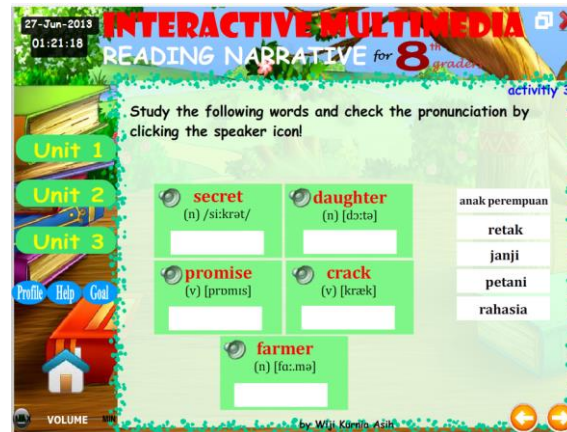 27-Jun-2013
01:21:18
INTERACTIVE MULTIMEDIA
READING NARRATIVE for 8th graders
activitiy 3
Study the following words and check the pronunciation by
clicking the speaker icon!
Unit 1
Unit 2
Unit 3
Profile Help Goal
secret
(n) /si:krət/
daughter
(n) [dɔ:tə]
promise
(v) [prɒmɪs]
crack
(v) [kræk]
farmer
(n) [fɑ:.mə]
anak perempuan
retak
janji
petani
rahasia
VOLUME
MIN
by Wiji Kurnia Asih